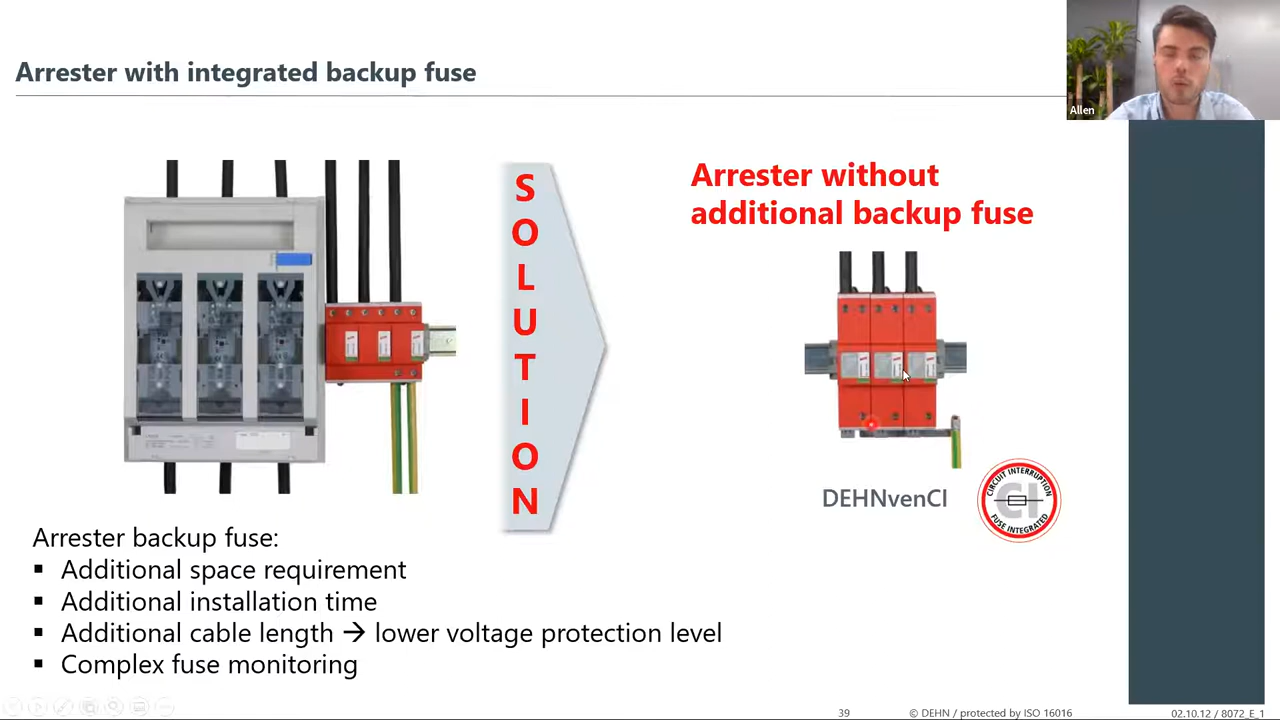 Arrester with integrated backup fuse
Allen
SOLUTION
Arrester without
additional backup fuse
DEHNvenCI
CIRCUIT INTERRUPTION
CI
FUSE INTEGRATED
Arrester backup fuse:
▪ Additional space requirement
▪ Additional installation time
▪ Additional cable length → lower voltage protection level
▪ Complex fuse monitoring
39
© DEHN / protected by ISO 16016
02.10.12 / 8072_E_1